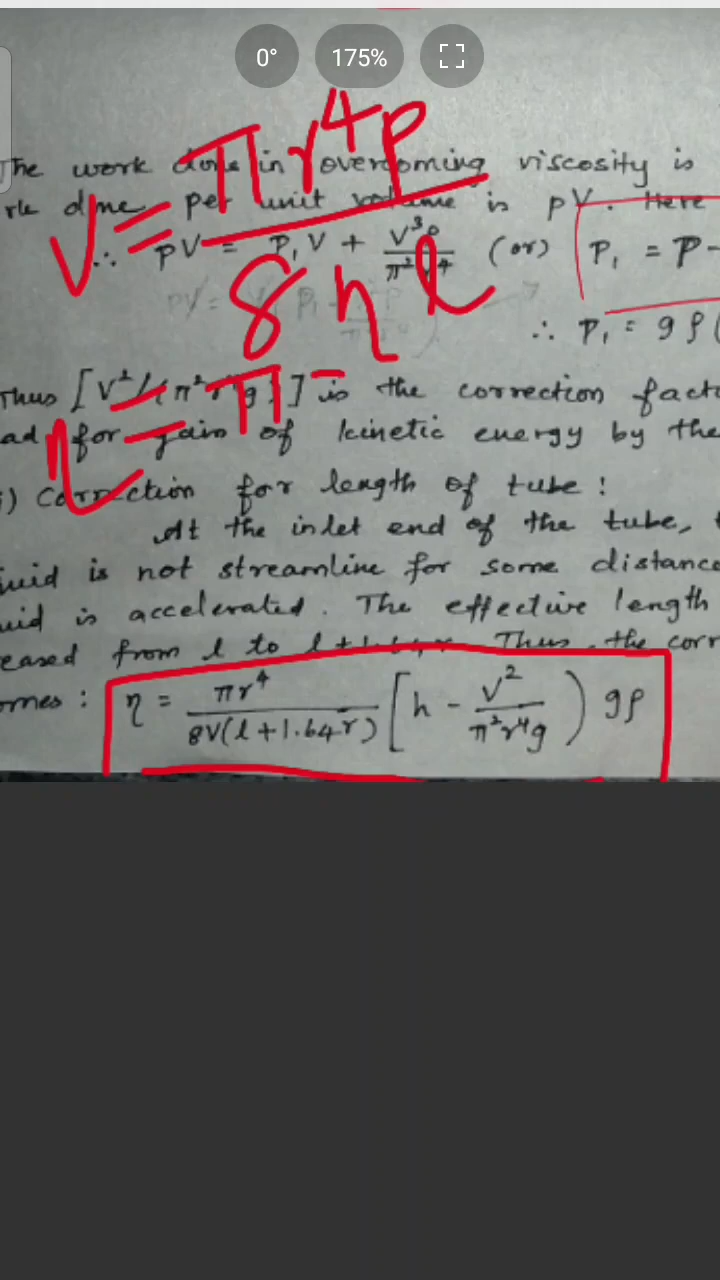 0° 175%
The work done in overcoming viscosity is
done per unit volume is pV. Here
∴ pV = P₁V + V³ρ/π²r⁴ (or) P₁ = P -
∴ P₁ = gρ(
V = πr⁴p / 8ηl
Thus [V²/(π²r⁴g)] is the correction
for gain of kinetic energy by the
η = π
) Correction for length of tube :
At the inlet end of the tube,
is not streamline for some distance
is accelerated. The effective length
from l to l+1.64r. Thus, the
: η = πr⁴ / 8V(l+1.64r) [h - V²/π²r⁴g) gρ